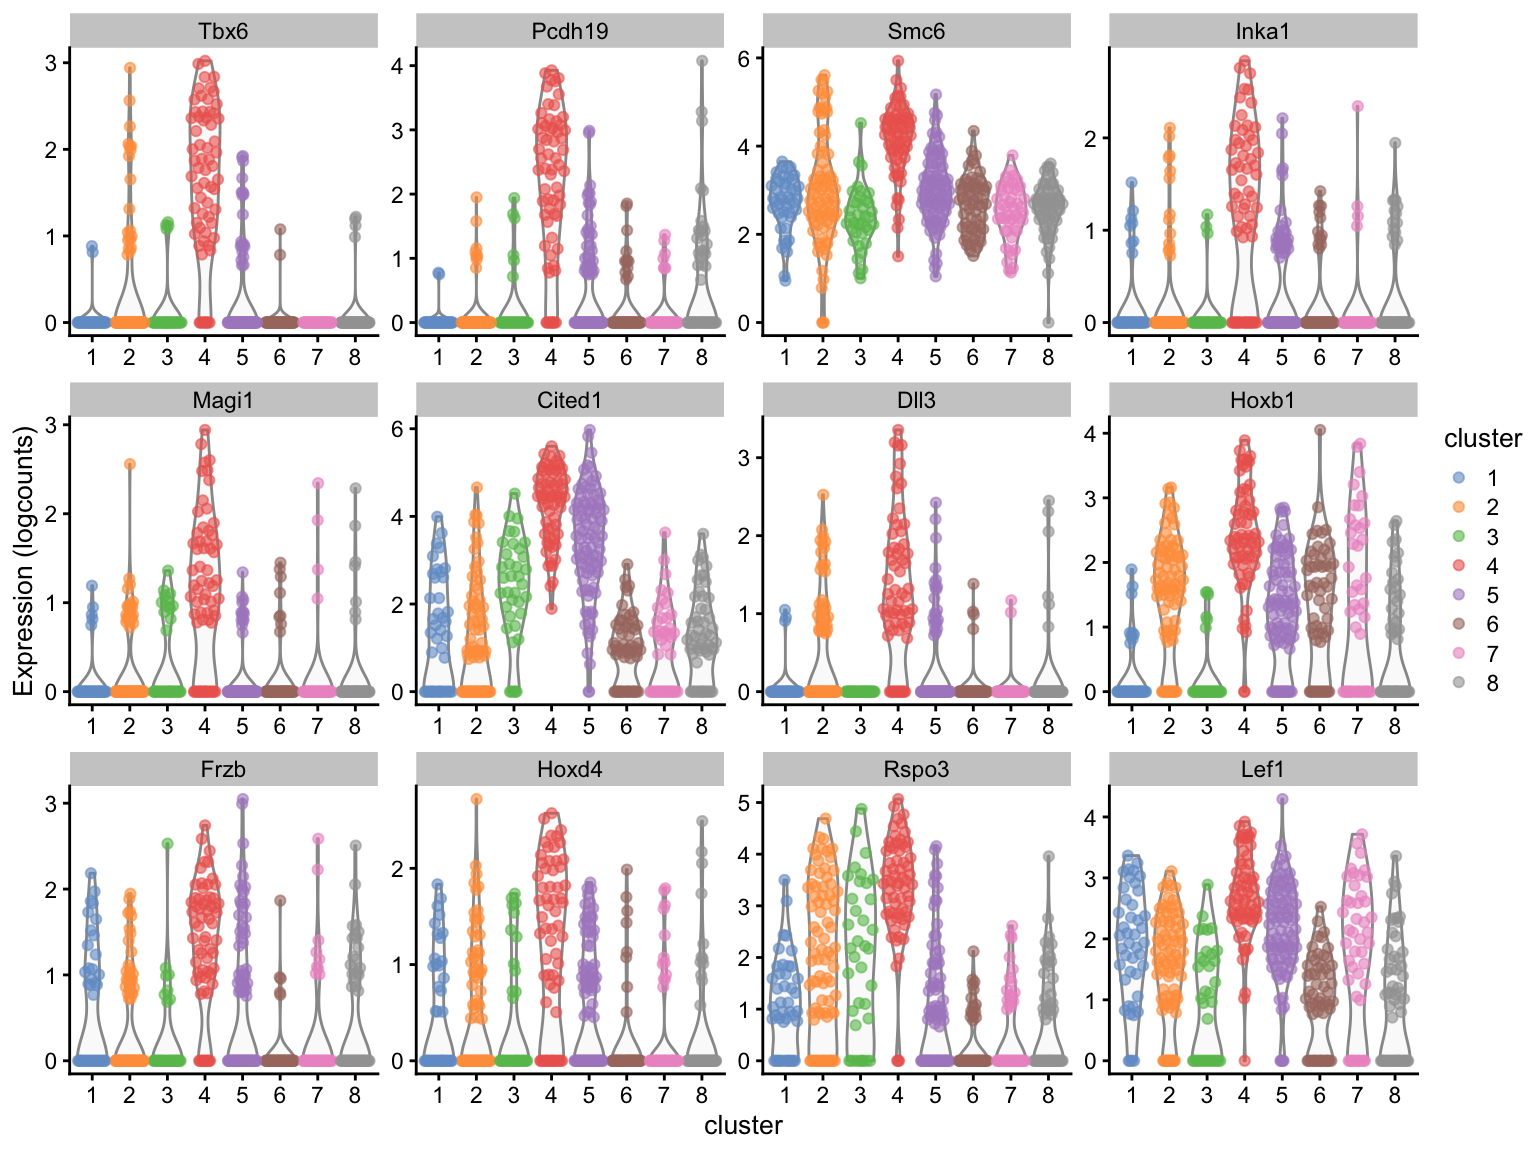 Tbx6 Pcdh19 Smc6 Inka1
3 4 6 2
2 3 4 1
1 2 2 0
0 1 0
0
1 2 3 4 5 6 7 8 1 2 3 4 5 6 7 8 1 2 3 4 5 6 7 8 1 2 3 4 5 6 7 8
Magi1 Cited1 Dll3 Hoxb1
3 6 3 4
2 4 2 3
1 2 1 2
0 0 0 1
0
1 2 3 4 5 6 7 8 1 2 3 4 5 6 7 8 1 2 3 4 5 6 7 8 1 2 3 4 5 6 7 8
Frzb Hoxd4 Rspo3 Lef1
3 2 5 4
2 1 4 3
1 0 3 2
0 2 1
1 0
0
1 2 3 4 5 6 7 8 1 2 3 4 5 6 7 8 1 2 3 4 5 6 7 8 1 2 3 4 5 6 7 8
Expression (logcounts)
cluster
cluster
1
2
3
4
5
6
7
8